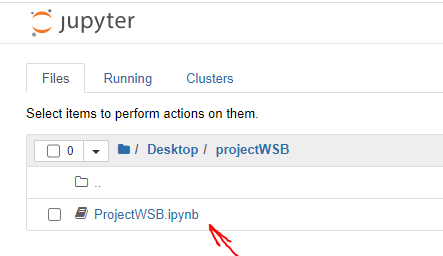 jupyter
Files Running Clusters
Select items to perform actions on them.
0 / Desktop / projectWSB
..
ProjectWSB.ipynb